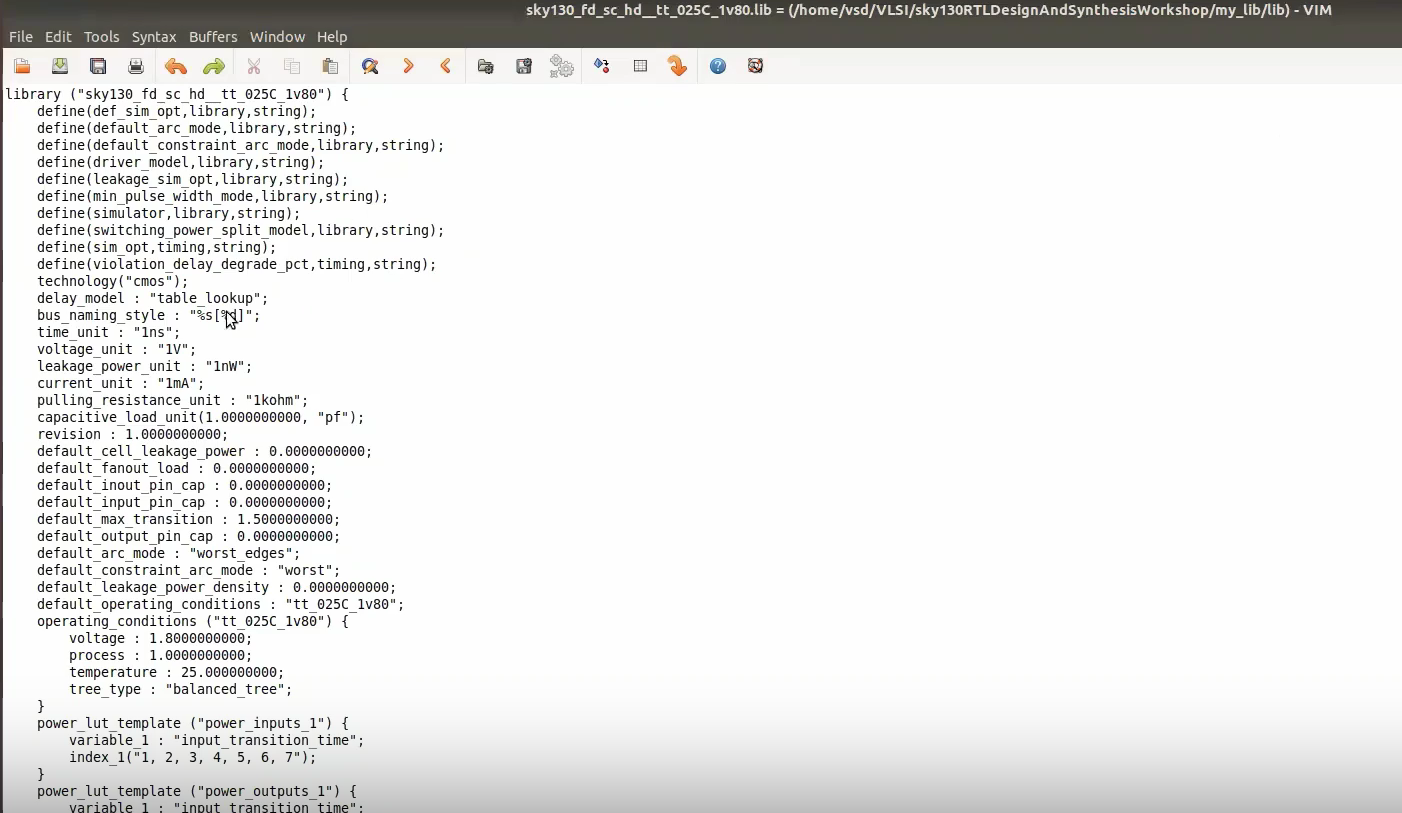 sky130_fd_sc_hd__tt_025C_1v80.lib = (/home/vsd/VLSI/sky130RTLDesignAndSynthesisWorkshop/my_lib/lib) - VIM
File Edit Tools Syntax Buffers Window Help
library ("sky130_fd_sc_hd__tt_025C_1v80") {
    define(def_sim_opt,library,string);
    define(default_arc_mode,library,string);
    define(default_constraint_arc_mode,library,string);
    define(driver_model,library,string);
    define(leakage_sim_opt,library,string);
    define(min_pulse_width_mode,library,string);
    define(simulator,library,string);
    define(switching_power_split_model,library,string);
    define(sim_opt,timing,string);
    define(violation_delay_degrade_pct,timing,string);
    technology("cmos");
    delay_model : "table_lookup";
    bus_naming_style : "%s[%d]";
    time_unit : "1ns";
    voltage_unit : "1V";
    leakage_power_unit : "1nW";
    current_unit : "1mA";
    pulling_resistance_unit : "1kohm";
    capacitive_load_unit(1.0000000000, "pf");
    revision : 1.0000000000;
    default_cell_leakage_power : 0.0000000000;
    default_fanout_load : 0.0000000000;
    default_inout_pin_cap : 0.0000000000;
    default_input_pin_cap : 0.0000000000;
    default_max_transition : 1.5000000000;
    default_output_pin_cap : 0.0000000000;
    default_arc_mode : "worst_edges";
    default_constraint_arc_mode : "worst";
    default_leakage_power_density : 0.0000000000;
    default_operating_conditions : "tt_025C_1v80";
    operating_conditions ("tt_025C_1v80") {
        voltage : 1.8000000000;
        process : 1.0000000000;
        temperature : 25.000000000;
        tree_type : "balanced_tree";
    }
    power_lut_template ("power_inputs_1") {
        variable_1 : "input_transition_time";
        index_1("1, 2, 3, 4, 5, 6, 7");
    }
    power_lut_template ("power_outputs_1") {
        variable_1 : "input_transition_time";